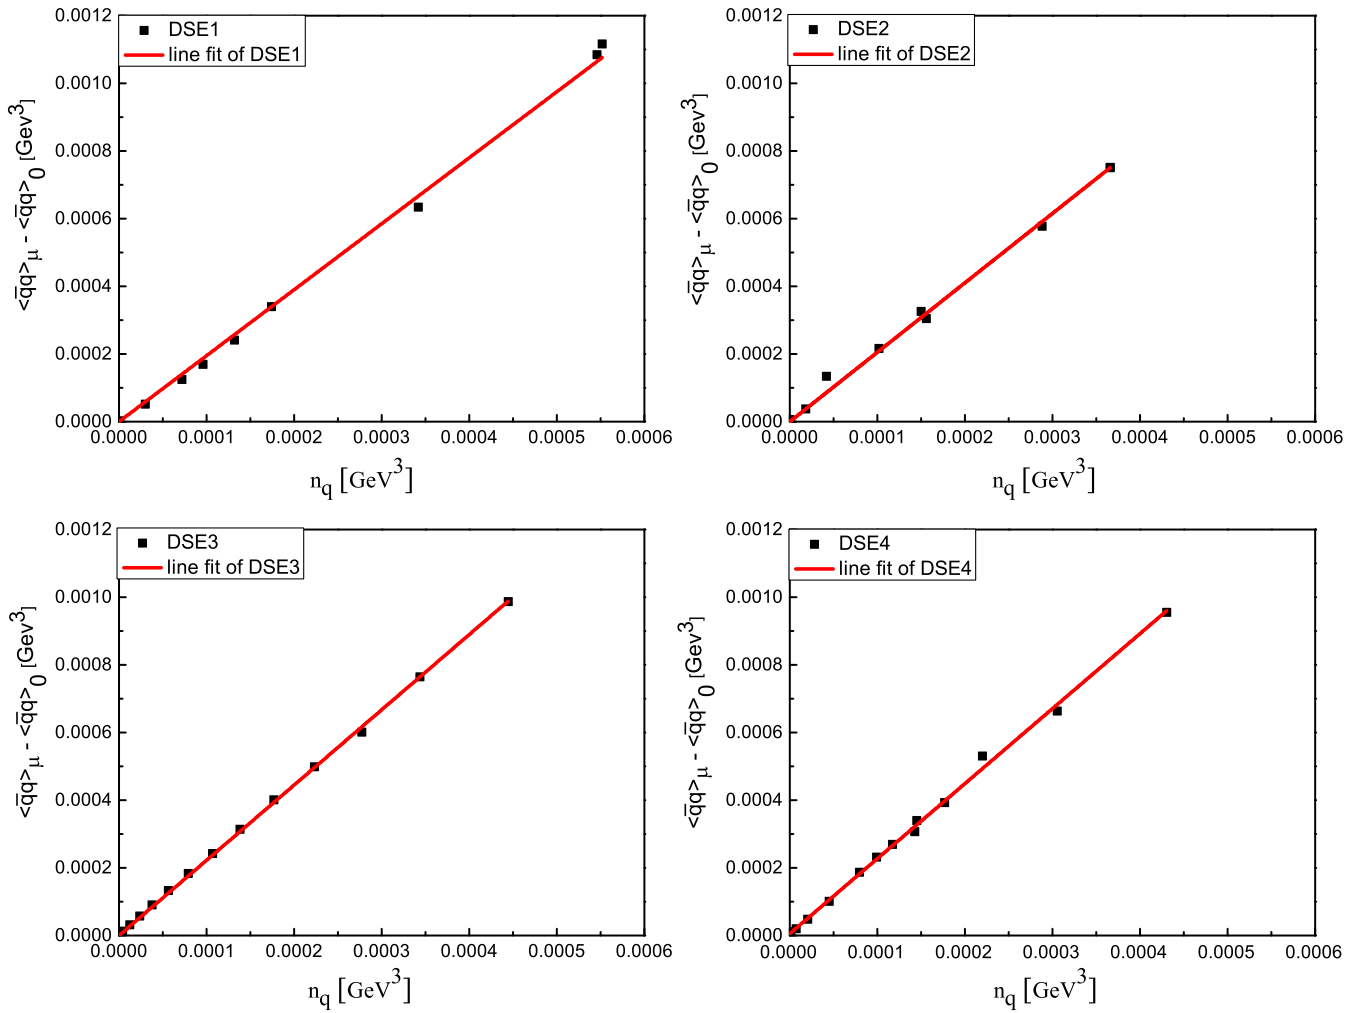 DSE1
line fit of DSE1
0.0012
0.0010
0.0008
0.0006
0.0004
0.0002
0.0000
<q̄q>μ - <q̄q>0 [Gev³]
0.0000 0.0001 0.0002 0.0003 0.0004 0.0005 0.0006
nq [GeV³]
DSE2
line fit of DSE2
0.0012
0.0010
0.0008
0.0006
0.0004
0.0002
0.0000
<q̄q>μ - <q̄q>0 [Gev³]
0.0000 0.0001 0.0002 0.0003 0.0004 0.0005 0.0006
nq [GeV³]
DSE3
line fit of DSE3
0.0012
0.0010
0.0008
0.0006
0.0004
0.0002
0.0000
<q̄q>μ - <q̄q>0 [Gev³]
0.0000 0.0001 0.0002 0.0003 0.0004 0.0005 0.0006
nq [GeV³]
DSE4
line fit of DSE4
0.0012
0.0010
0.0008
0.0006
0.0004
0.0002
0.0000
<q̄q>μ - <q̄q>0 [Gev³]
0.0000 0.0001 0.0002 0.0003 0.0004 0.0005 0.0006
nq [GeV³]